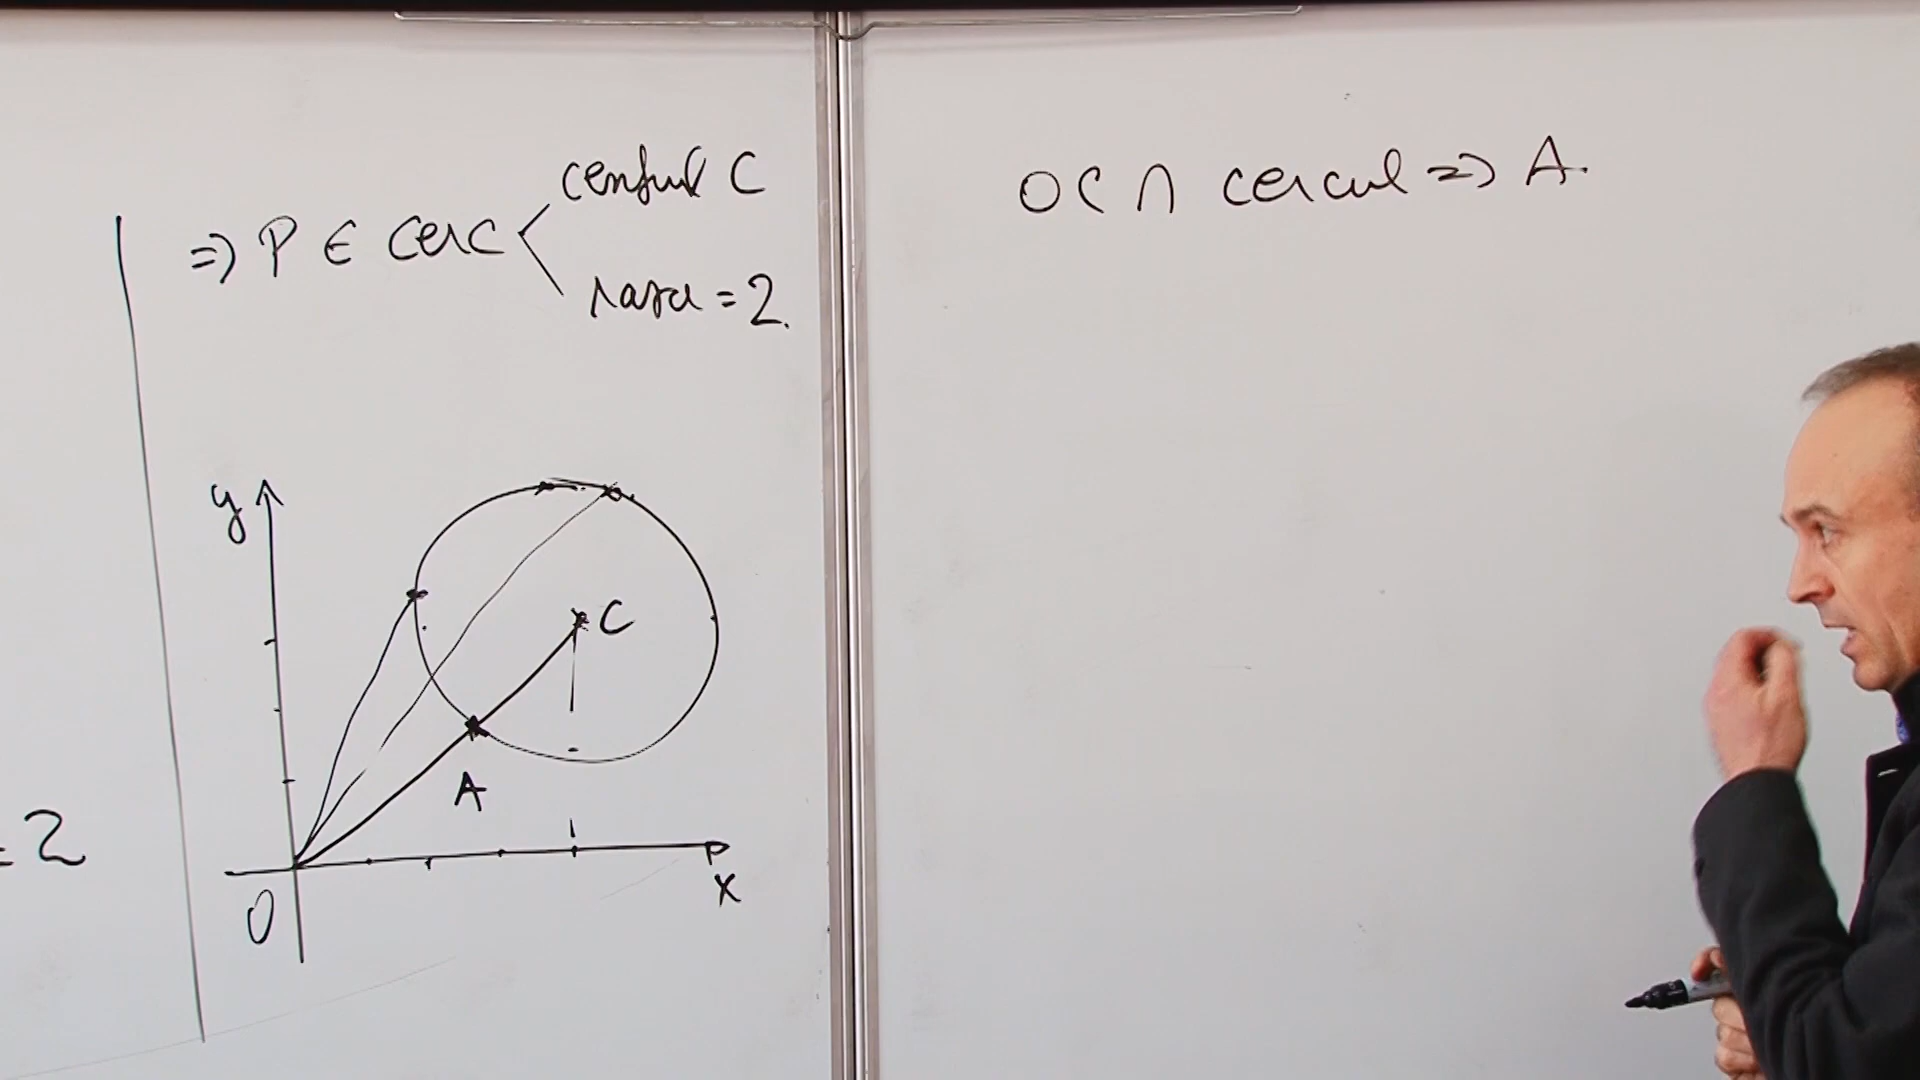 => P ∈ cerc < centrul C
raza = 2.
y
C
A
x
O
= 2
OC ∩ cercul => A.